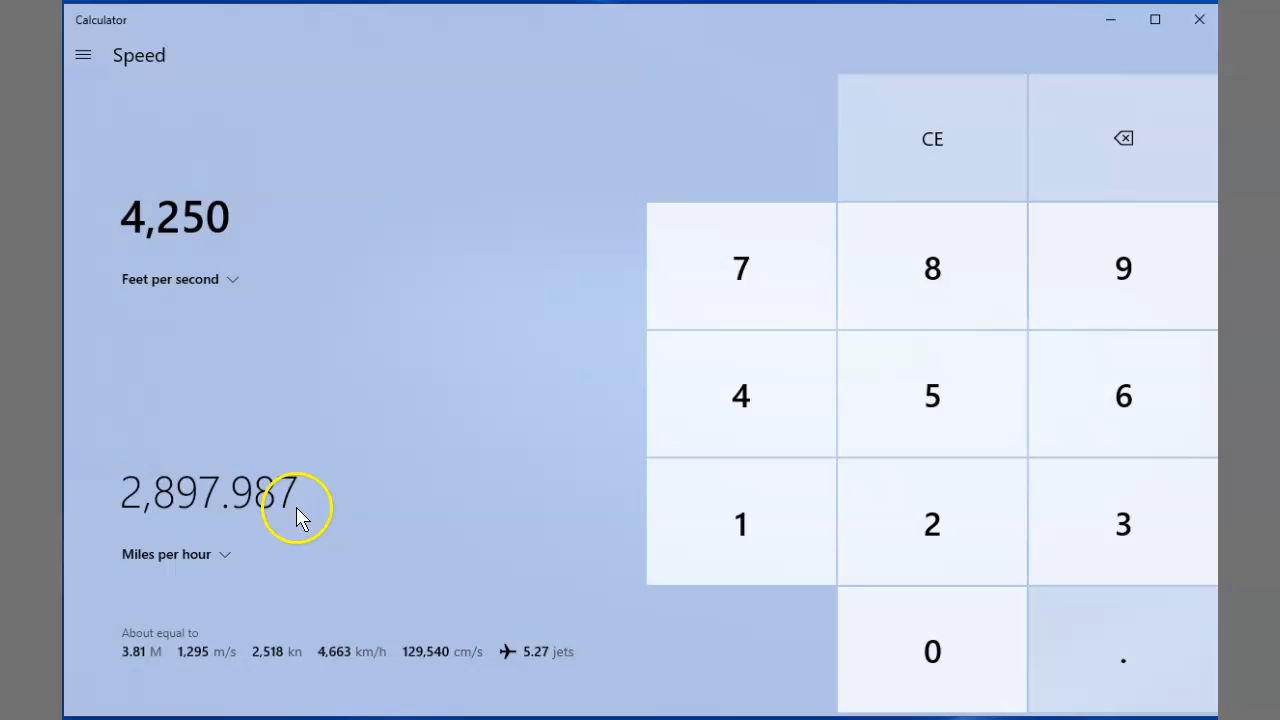 Calculator
Speed
CE
4,250
Feet per second
7 8 9
4 5 6
2,897.987
Miles per hour
1 2 3
About equal to
3.81 M 1,295 m/s 2,518 kn 4,663 km/h 129,540 cm/s 5.27 jets
0 .